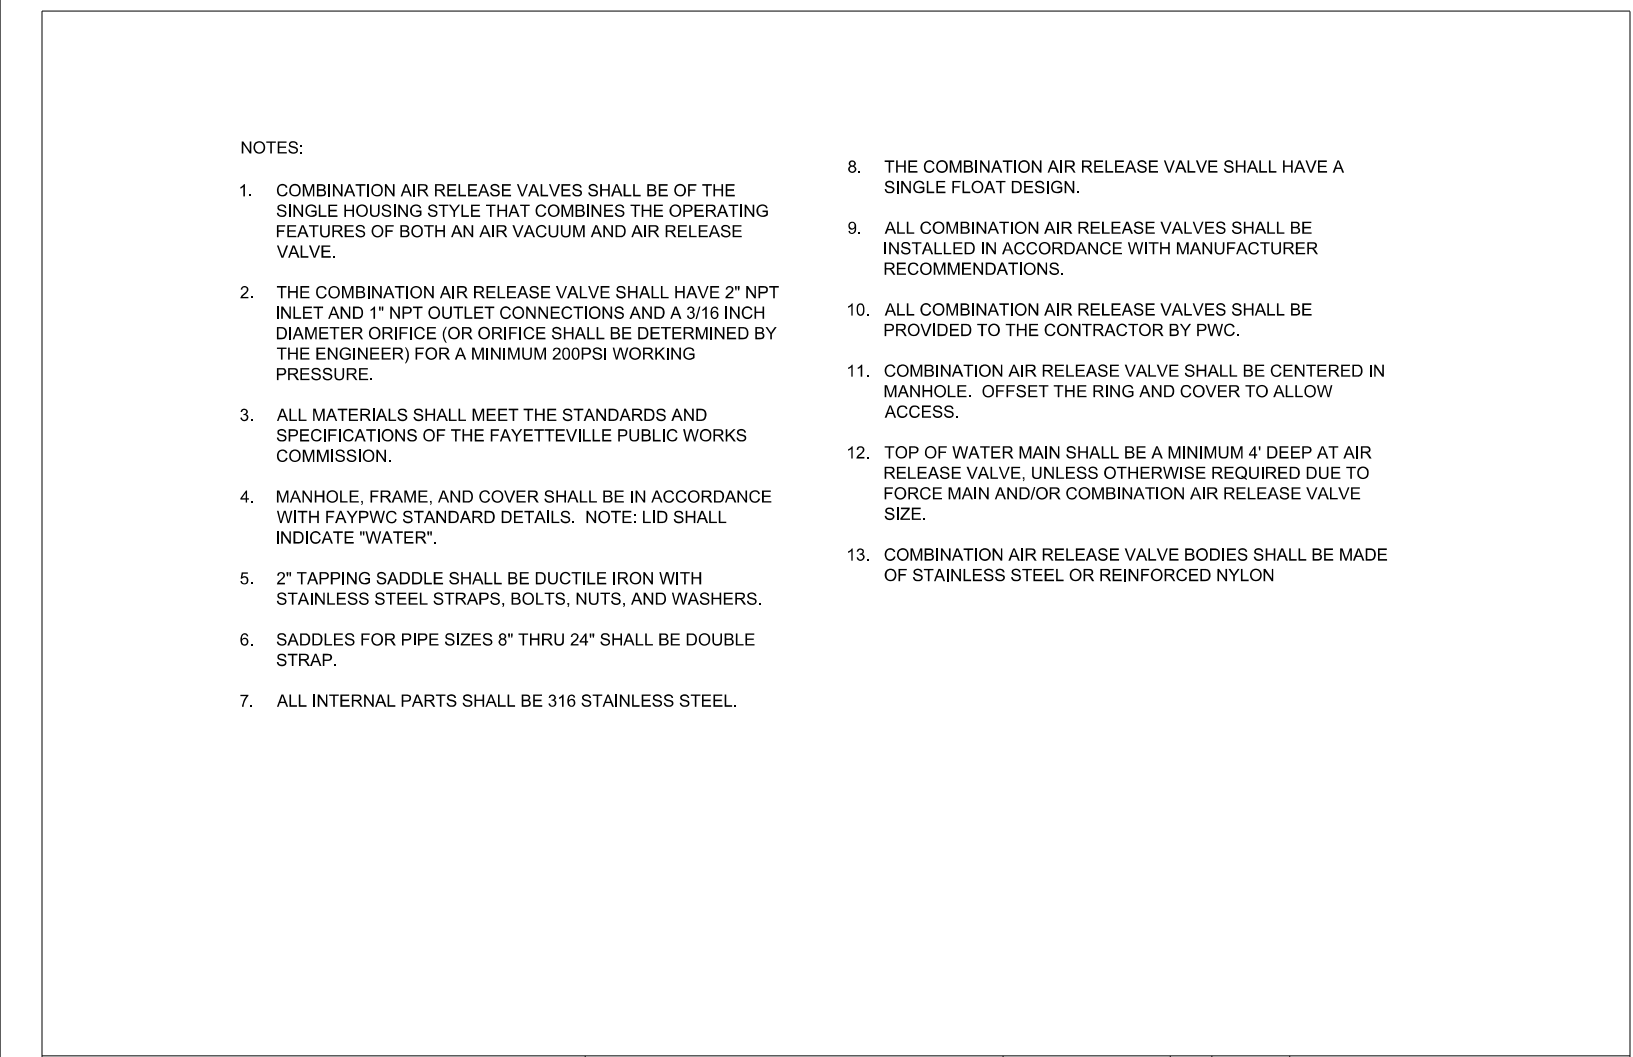 NOTES:
1. COMBINATION AIR RELEASE VALVES SHALL BE OF THE
SINGLE HOUSING STYLE THAT COMBINES THE OPERATING
FEATURES OF BOTH AN AIR VACUUM AND AIR RELEASE
VALVE.
2. THE COMBINATION AIR RELEASE VALVE SHALL HAVE 2" NPT
INLET AND 1" NPT OUTLET CONNECTIONS AND A 3/16 INCH
DIAMETER ORIFICE (OR ORIFICE SHALL BE DETERMINED BY
THE ENGINEER) FOR A MINIMUM 200PSI WORKING
PRESSURE.
3. ALL MATERIALS SHALL MEET THE STANDARDS AND
SPECIFICATIONS OF THE FAYETTEVILLE PUBLIC WORKS
COMMISSION.
4. MANHOLE, FRAME, AND COVER SHALL BE IN ACCORDANCE
WITH FAYPWC STANDARD DETAILS. NOTE: LID SHALL
INDICATE "WATER".
5. 2" TAPPING SADDLE SHALL BE DUCTILE IRON WITH
STAINLESS STEEL STRAPS, BOLTS, NUTS, AND WASHERS.
6. SADDLES FOR PIPE SIZES 8" THRU 24" SHALL BE DOUBLE
STRAP.
7. ALL INTERNAL PARTS SHALL BE 316 STAINLESS STEEL.
8. THE COMBINATION AIR RELEASE VALVE SHALL HAVE A
SINGLE FLOAT DESIGN.
9. ALL COMBINATION AIR RELEASE VALVES SHALL BE
INSTALLED IN ACCORDANCE WITH MANUFACTURER
RECOMMENDATIONS.
10. ALL COMBINATION AIR RELEASE VALVES SHALL BE
PROVIDED TO THE CONTRACTOR BY PWC.
11. COMBINATION AIR RELEASE VALVE SHALL BE CENTERED IN
MANHOLE. OFFSET THE RING AND COVER TO ALLOW
ACCESS.
12. TOP OF WATER MAIN SHALL BE A MINIMUM 4' DEEP AT AIR
RELEASE VALVE, UNLESS OTHERWISE REQUIRED DUE TO
FORCE MAIN AND/OR COMBINATION AIR RELEASE VALVE
SIZE.
13. COMBINATION AIR RELEASE VALVE BODIES SHALL BE MADE
OF STAINLESS STEEL OR REINFORCED NYLON